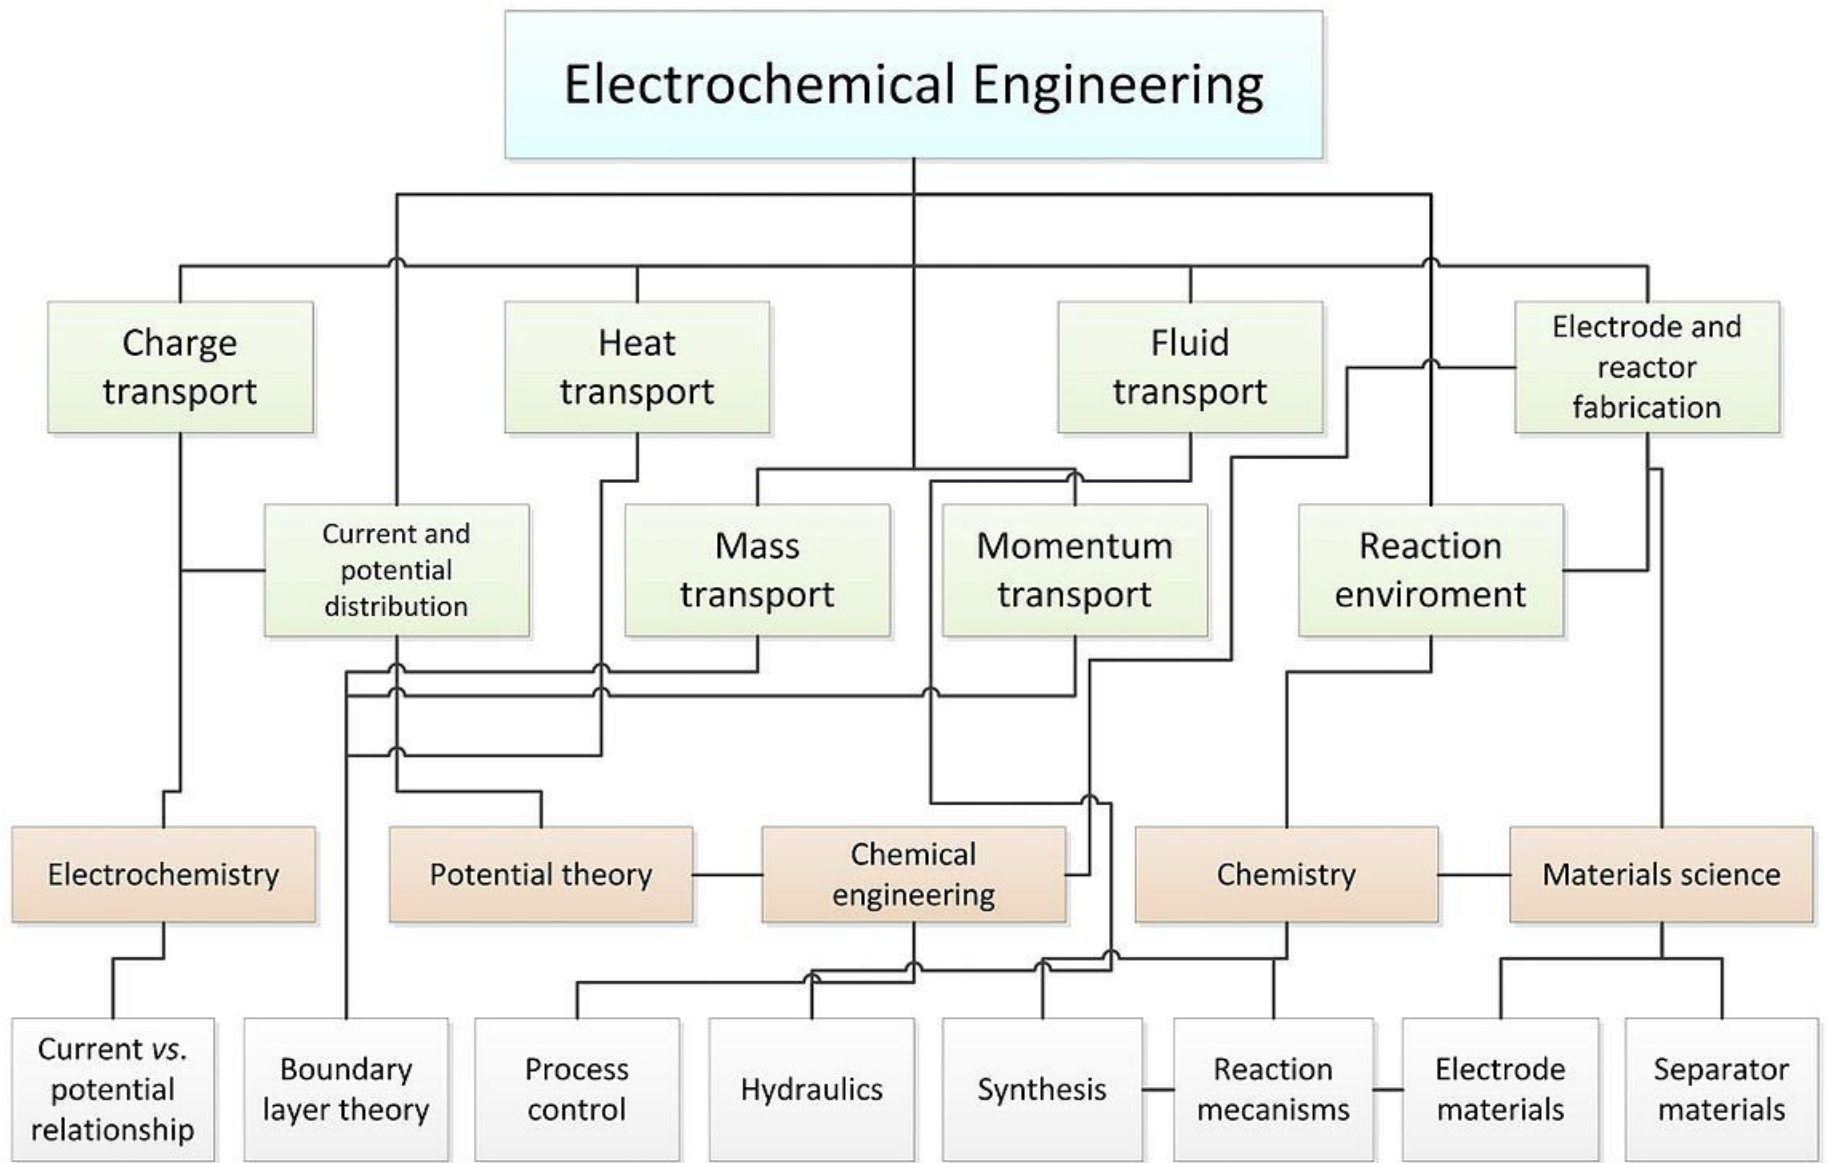 Electrochemical Engineering
Charge
transport
Heat
transport
Fluid
transport
Electrode and
reactor
fabrication
Current and
potential
distribution
Mass
transport
Momentum
transport
Reaction
enviroment
Electrochemistry
Potential theory
Chemical
engineering
Chemistry
Materials science
Current vs.
potential
relationship
Boundary
layer theory
Process
control
Hydraulics
Synthesis
Reaction
mecanisms
Electrode
materials
Separator
materials